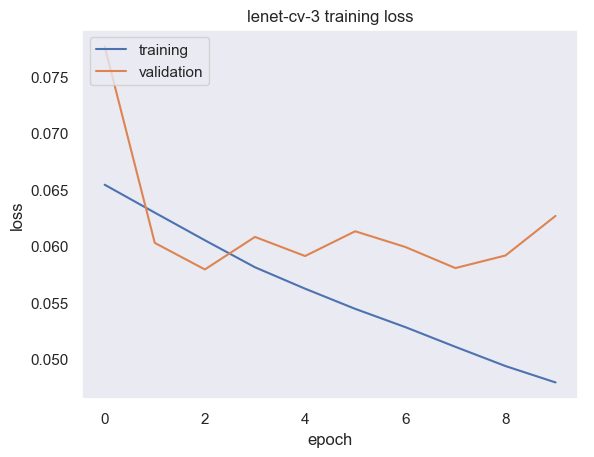 lenet-cv-3 training loss
training
validation
0.075
0.070
0.065
0.060
0.055
0.050
loss
0 2 4 6 8
epoch